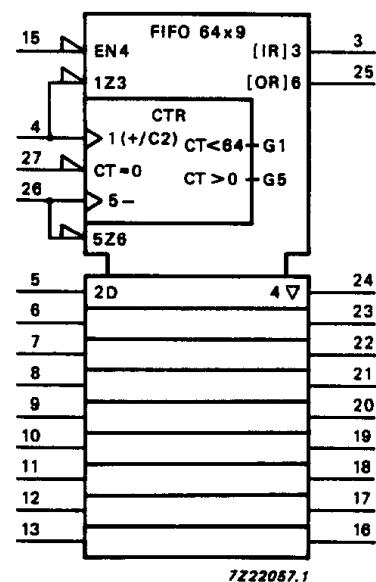 FIFO 64x9
15 EN4 [IR] 3 3
1Z3 [OR] 6 25
CTR
4 1 (+/C2) CT<64 G1
27 CT=0 CT>0 G5
26 5−
5Z6
5 2D 4 ▽ 24
6 23
7 22
8 21
9 20
10 19
11 18
12 17
13 16
7Z22057.1